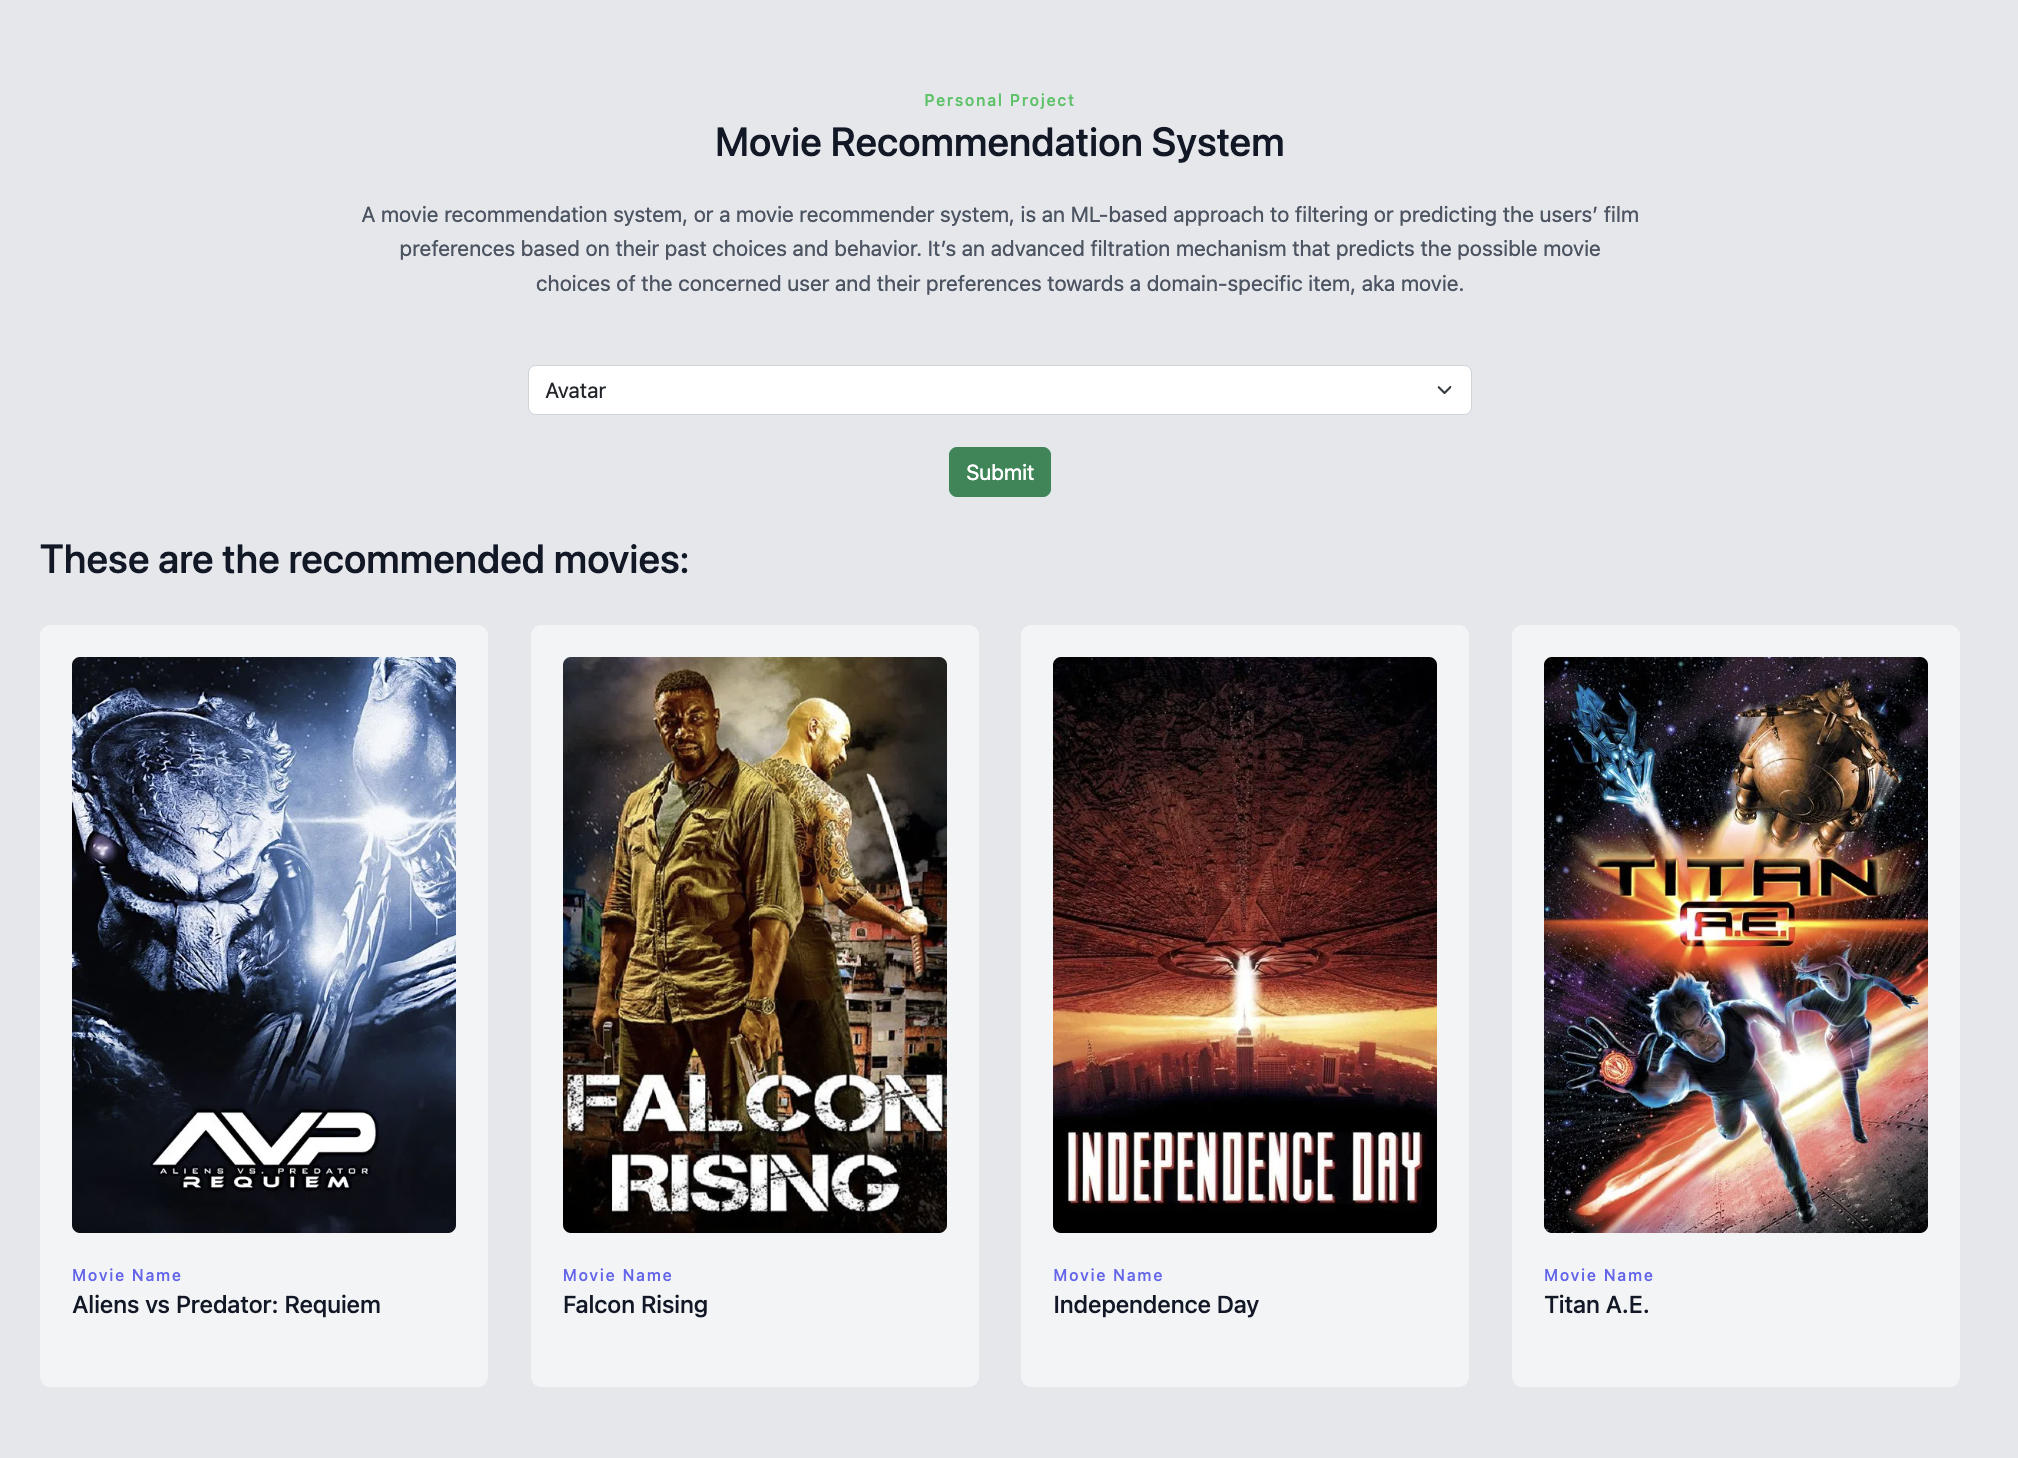 Personal Project
Movie Recommendation System
A movie recommendation system, or a movie recommender system, is an ML-based approach to filtering or predicting the users’ film
preferences based on their past choices and behavior. It’s an advanced filtration mechanism that predicts the possible movie
choices of the concerned user and their preferences towards a domain-specific item, aka movie.
Avatar
Submit
These are the recommended movies:
AVP
ALIENS VS. PREDATOR
REQUIEM
Movie Name
Aliens vs Predator: Requiem
FALCON
RISING
Movie Name
Falcon Rising
INDEPENDENCE DAY
Movie Name
Independence Day
TITAN
A.E.
Movie Name
Titan A.E.